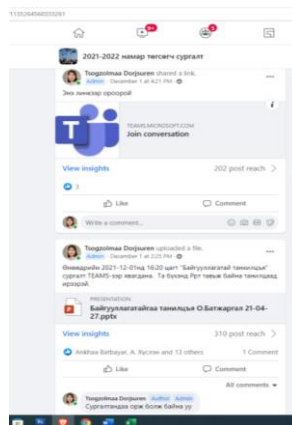 9+
2021-2022 намар төгсөгч сургалт
Tsogzolmaa Dorjsuren shared a link.
Admin · December 1 at 4:21 PM
Энэ линкээр ороорой
TEAMS.MICROSOFT.COM
Join conversation
View insights
202 post reach
3
Like Comment
Write a comment...
Tsogzolmaa Dorjsuren uploaded a file.
Admin · December 1 at 2:25 PM
Өнөөдрийн 2021-12-01нд 16:20 цагт "Байгууллагатай танилцъя"
сургалт TEAMS-ээр явагдана. Та бүхэнд Ppt тавьж байна танилцаад
ирээрэй.
PRESENTATION
Байгууллагатайгаа танилцъя О.Батжаргал 21-04-
27.pptx
View insights
310 post reach
Ankhaa Batbayar, А. Хүслэн and 13 others
1 Comment
Like Comment
All comments
Tsogzolmaa Dorjsuren Author Admin
Сургалтандаа орж болж байна уу